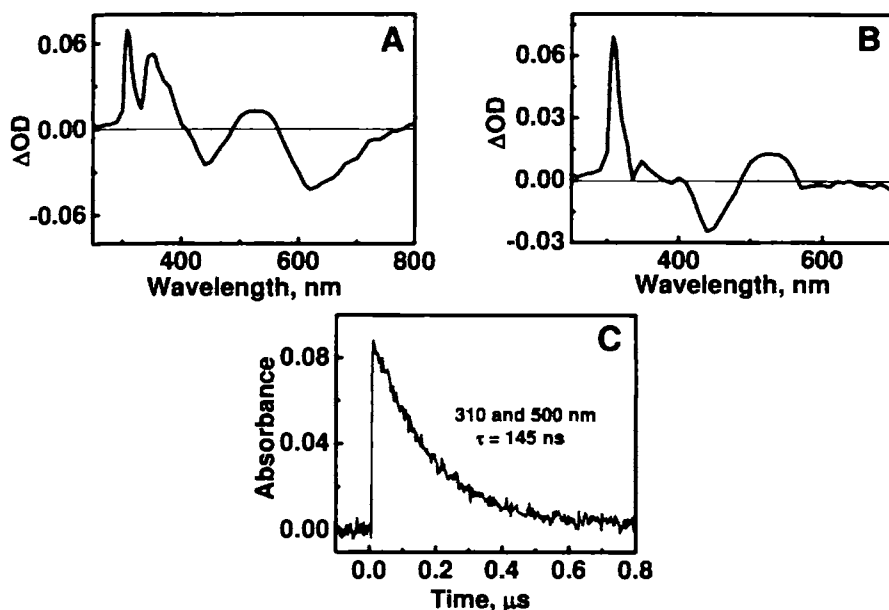 A
0.06
0.00
-0.06
ΔOD
400 600 800
Wavelength, nm
B
0.06
0.03
0.00
-0.03
ΔOD
400 600
Wavelength, nm
C
0.08
0.04
0.00
Absorbance
310 and 500 nm
τ = 145 ns
0.0 0.2 0.4 0.6 0.8
Time, μs